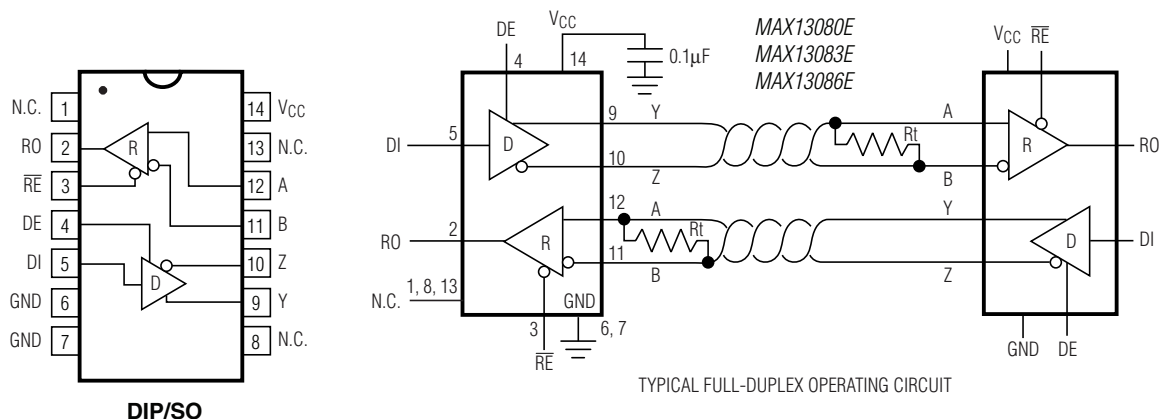 N.C. 1 14 VCC
RO 2 R 13 N.C.
RE 3 12 A
DE 4 11 B
DI 5 D 10 Z
GND 6 9 Y
GND 7 8 N.C.
DIP/SO
MAX13080E
MAX13083E
MAX13086E
DE
4
VCC
14
0.1µF
DI 5 D
9 Y
10 Z
Rt
A
B
VCC RE
R RO
RO 2 R
12 A
11 B
Rt
Y
Z
D DI
N.C. 1, 8, 13
3
RE
GND
6, 7
GND DE
TYPICAL FULL-DUPLEX OPERATING CIRCUIT